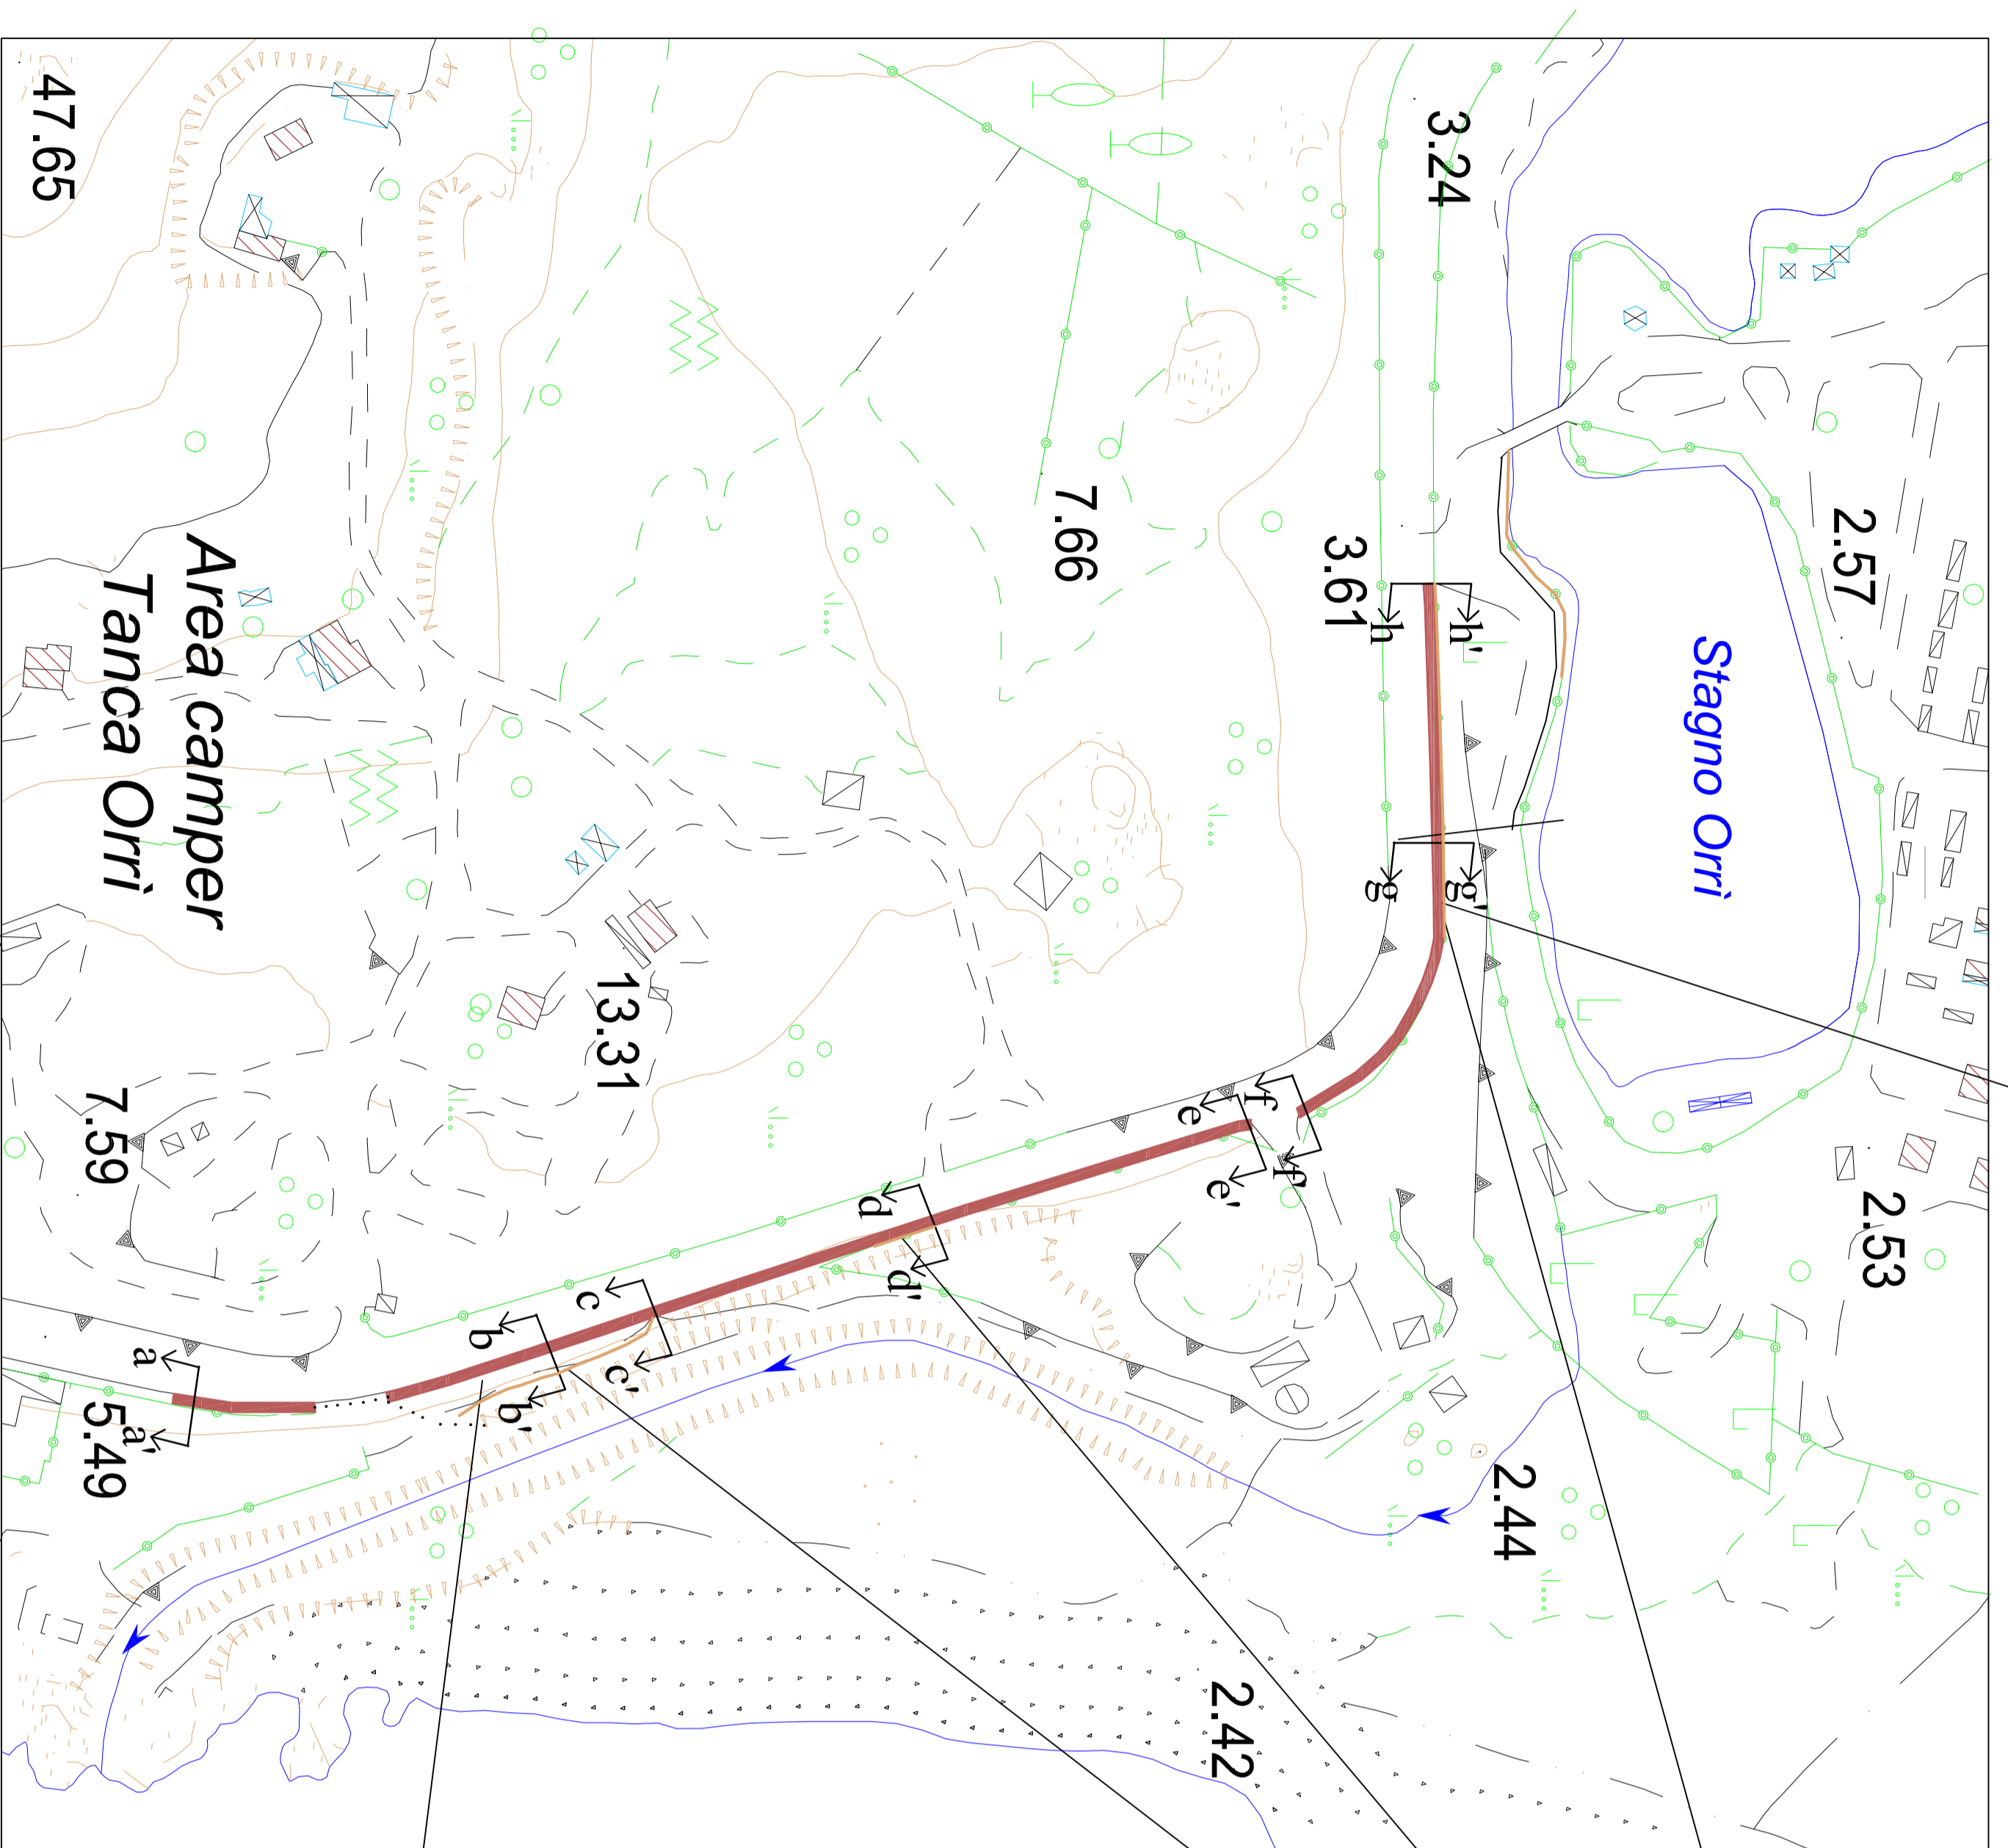 47.65
3.24
7.66
3.61
2.57
Stagno Orrì
Area camper
Tanca Orrì
h
h'
g
g'
13.31
7.59
f
f'
e
e'
d
d'
c
c'
b
b'
a
a'
5.49
2.53
2.44
2.42